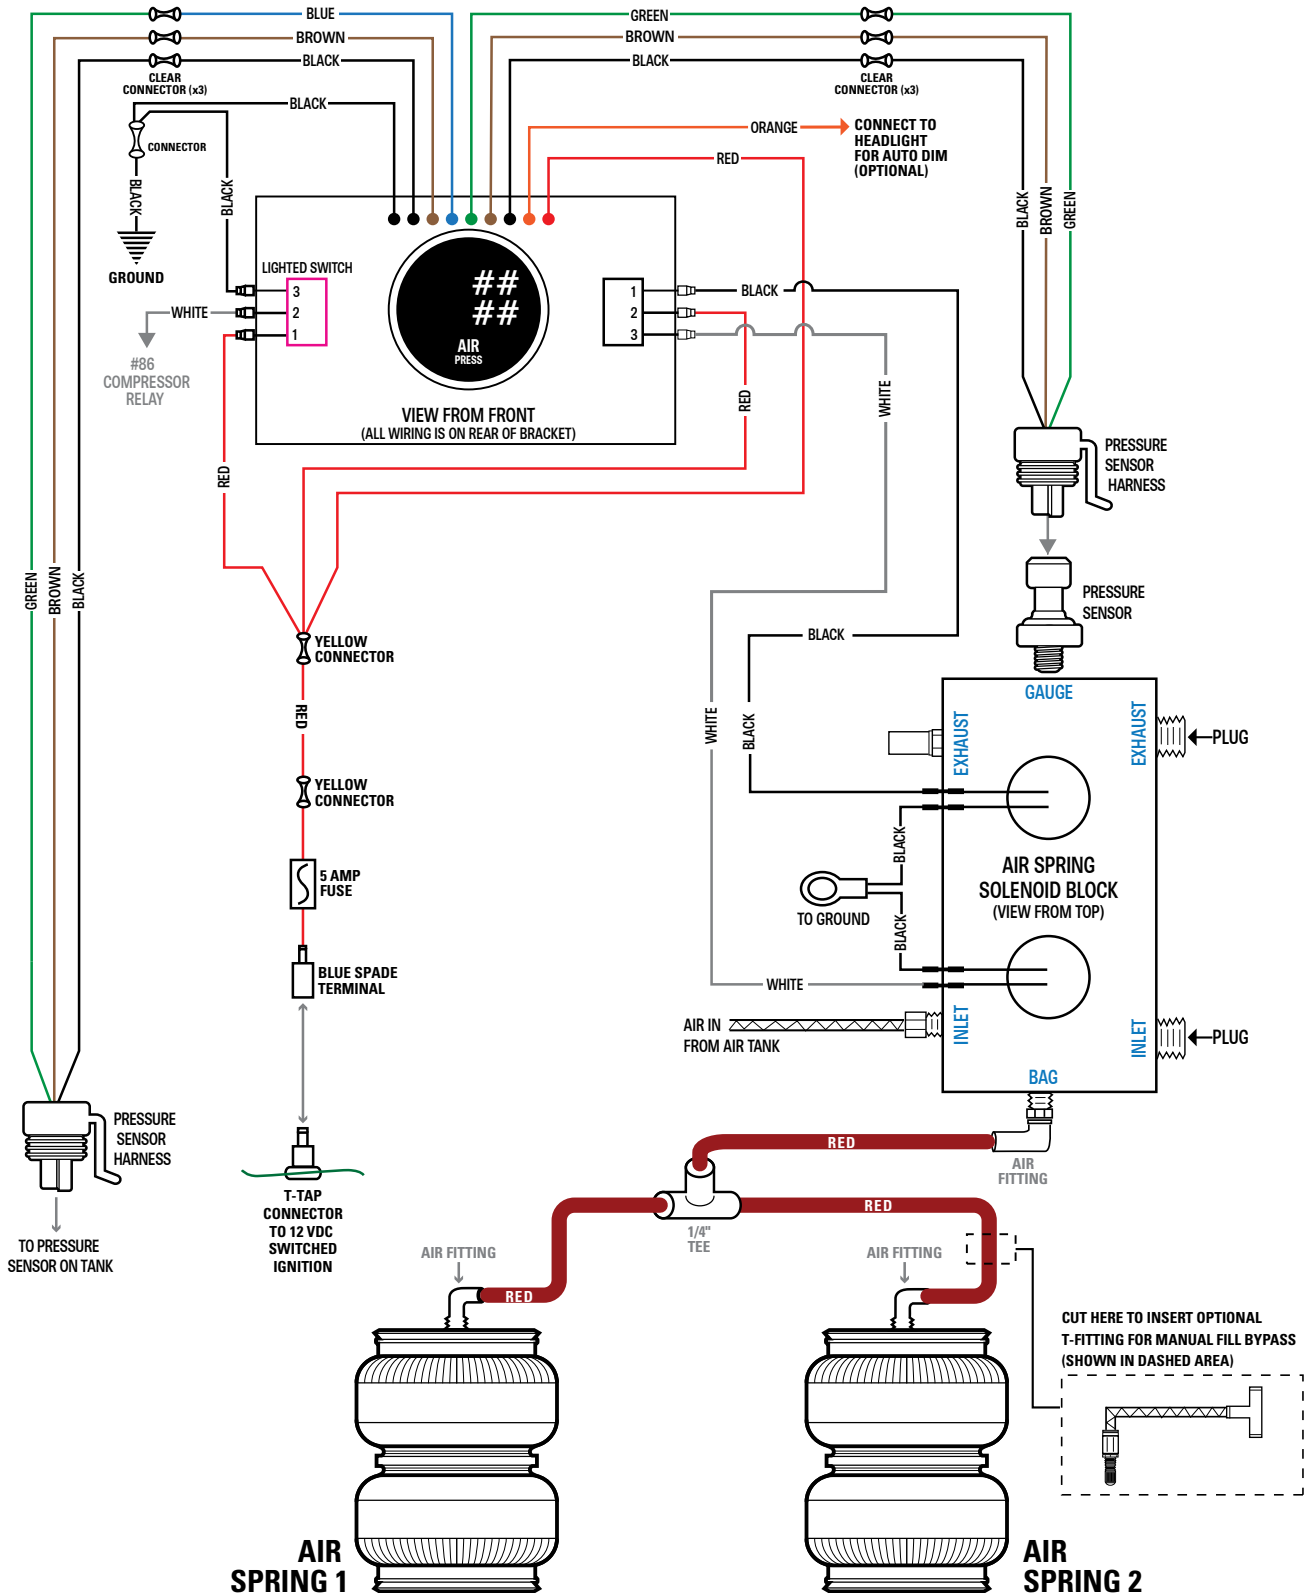 BLUE
GREEN
BROWN
BROWN
BLACK
BLACK
CLEAR
CONNECTOR (x3)
CLEAR
CONNECTOR (x3)
BLACK
ORANGE
CONNECT TO
HEADLIGHT
FOR AUTO DIM
(OPTIONAL)
CONNECTOR
RED
BLACK
BLACK
BLACK
BROWN
GREEN
GROUND
LIGHTED SWITCH
3
2
1
WHITE
#86
COMPRESSOR
RELAY
##
##
AIR
PRESS
1
2
3
BLACK
VIEW FROM FRONT
(ALL WIRING IS ON REAR OF BRACKET)
RED
WHITE
RED
PRESSURE
SENSOR
HARNESS
GREEN
BROWN
BLACK
PRESSURE
SENSOR
YELLOW
CONNECTOR
BLACK
RED
WHITE
BLACK
GAUGE
EXHAUST
EXHAUST
PLUG
YELLOW
CONNECTOR
BLACK
5 AMP
FUSE
AIR SPRING
SOLENOID BLOCK
(VIEW FROM TOP)
TO GROUND
BLACK
BLUE SPADE
TERMINAL
WHITE
AIR IN
FROM AIR TANK
INLET
INLET
PLUG
BAG
PRESSURE
SENSOR
HARNESS
RED
AIR
FITTING
T-TAP
CONNECTOR
TO 12 VDC
SWITCHED
IGNITION
RED
1/4"
TEE
TO PRESSURE
SENSOR ON TANK
AIR FITTING
AIR FITTING
RED
CUT HERE TO INSERT OPTIONAL
T-FITTING FOR MANUAL FILL BYPASS
(SHOWN IN DASHED AREA)
AIR
SPRING 1
AIR
SPRING 2